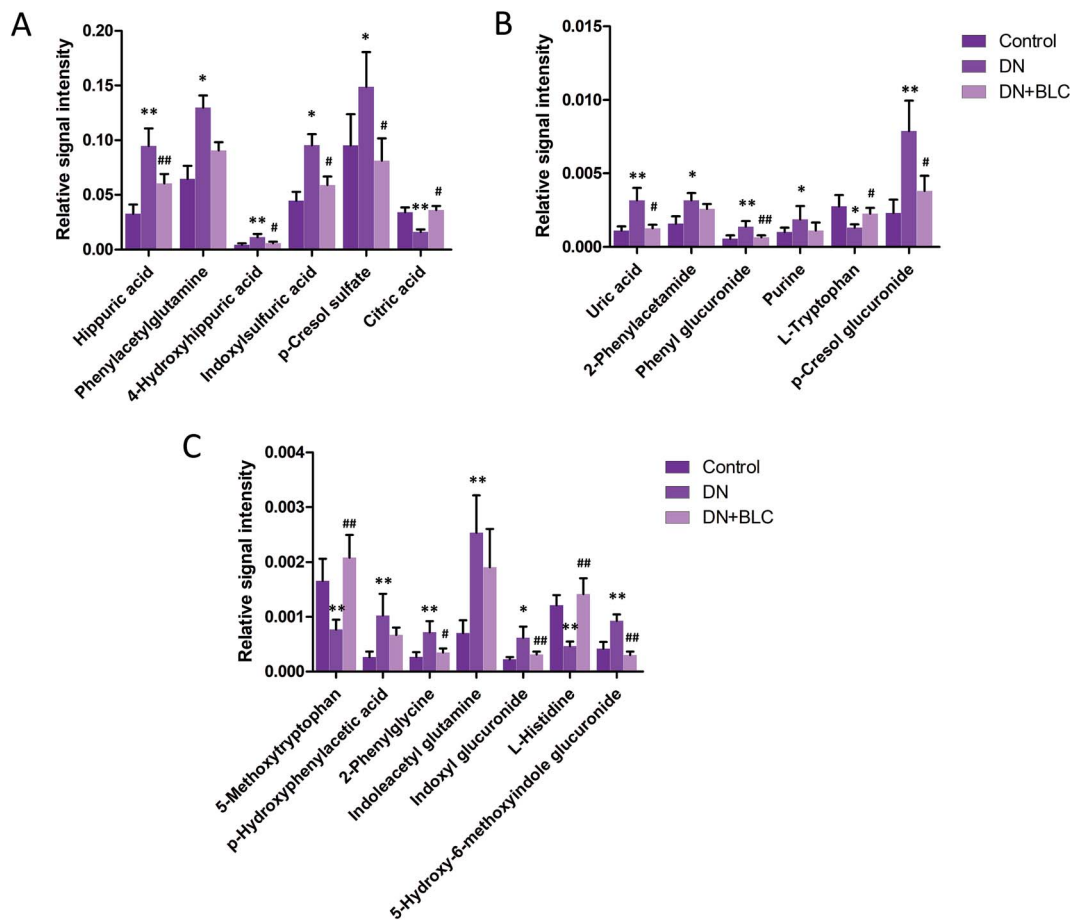 A
Relative signal intensity
0.20
0.15
0.10
0.05
0.00
**
##
*
**
#
*
#
*
#
**
#
Hippuric acid
Phenylacetylglutamine
4-Hydroxyhippuric acid
Indoxylsulfuric acid
p-Cresol sulfate
Citric acid
B
Relative signal intensity
0.015
0.010
0.005
0.000
**
#
*
**
##
*
*
#
**
#
Uric acid
2-Phenylacetamide
Phenyl glucuronide
Purine
L-Tryptophan
p-Cresol glucuronide
Control
DN
DN+BLC
C
Relative signal intensity
0.004
0.003
0.002
0.001
0.000
**
##
**
**
#
**
*
##
**
##
**
##
5-Methoxytryptophan
p-Hydroxyphenylacetic acid
2-Phenylglycine
Indoleacetyl glutamine
Indoxyl glucuronide
L-Histidine
5-Hydroxy-6-methoxyindole glucuronide
Control
DN
DN+BLC